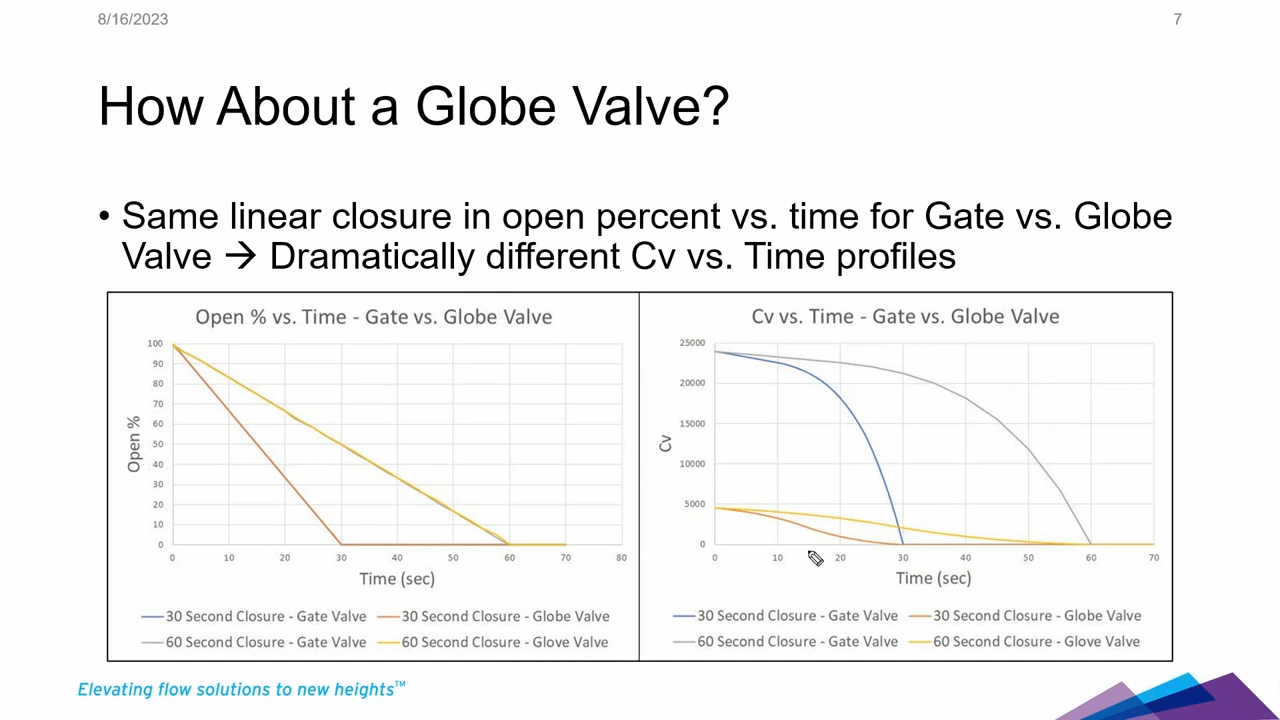 8/16/2023
7
How About a Globe Valve?
• Same linear closure in open percent vs. time for Gate vs. Globe
Valve → Dramatically different Cv vs. Time profiles
Open % vs. Time - Gate vs. Globe Valve
Open %
100
90
80
70
60
50
40
30
20
10
0
0 10 20 30 40 50 60 70 80
Time (sec)
30 Second Closure - Gate Valve 30 Second Closure - Globe Valve
60 Second Closure - Gate Valve 60 Second Closure - Glove Valve
Cv vs. Time - Gate vs. Globe Valve
Cv
25000
20000
15000
10000
5000
0
0 10 20 30 40 50 60 70
Time (sec)
30 Second Closure - Gate Valve 30 Second Closure - Globe Valve
60 Second Closure - Gate Valve 60 Second Closure - Glove Valve
Elevating flow solutions to new heights™